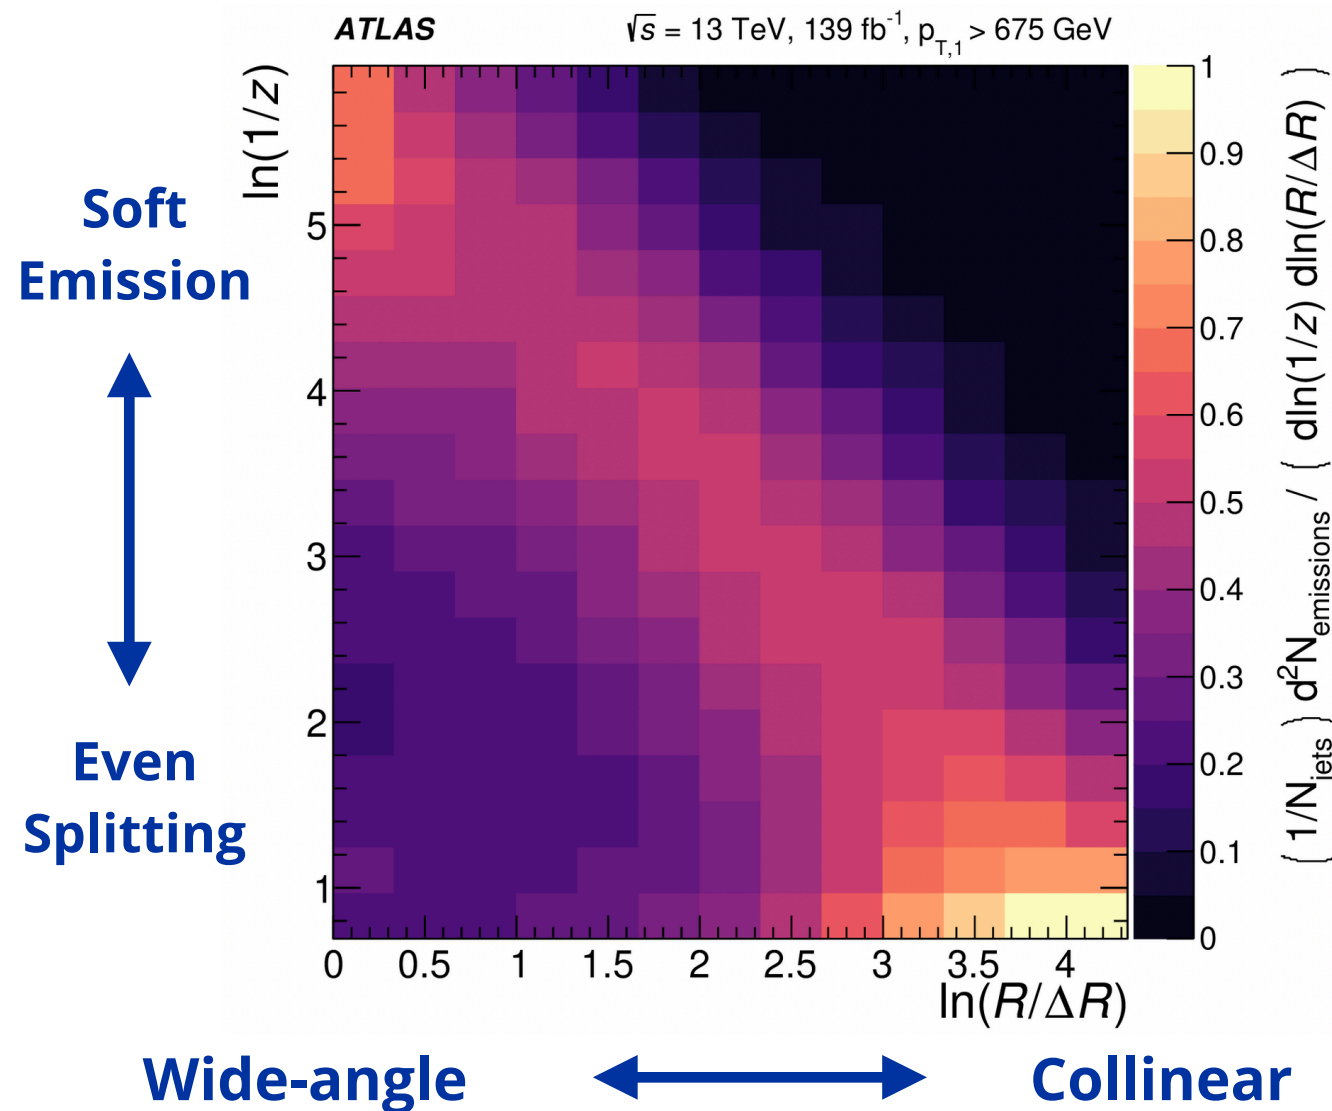 ATLAS
√s = 13 TeV, 139 fb⁻¹, p_T,1 > 675 GeV
ln(1/z)
Soft
Emission
Even
Splitting
5
4
3
2
1
0 0.5 1 1.5 2 2.5 3 3.5 4
ln(R/ΔR)
1
0.9
0.8
0.7
0.6
0.5
0.4
0.3
0.2
0.1
0
(1/N_jets) d²N_emissions / ( dln(1/z) dln(R/ΔR) )
Wide-angle
Collinear